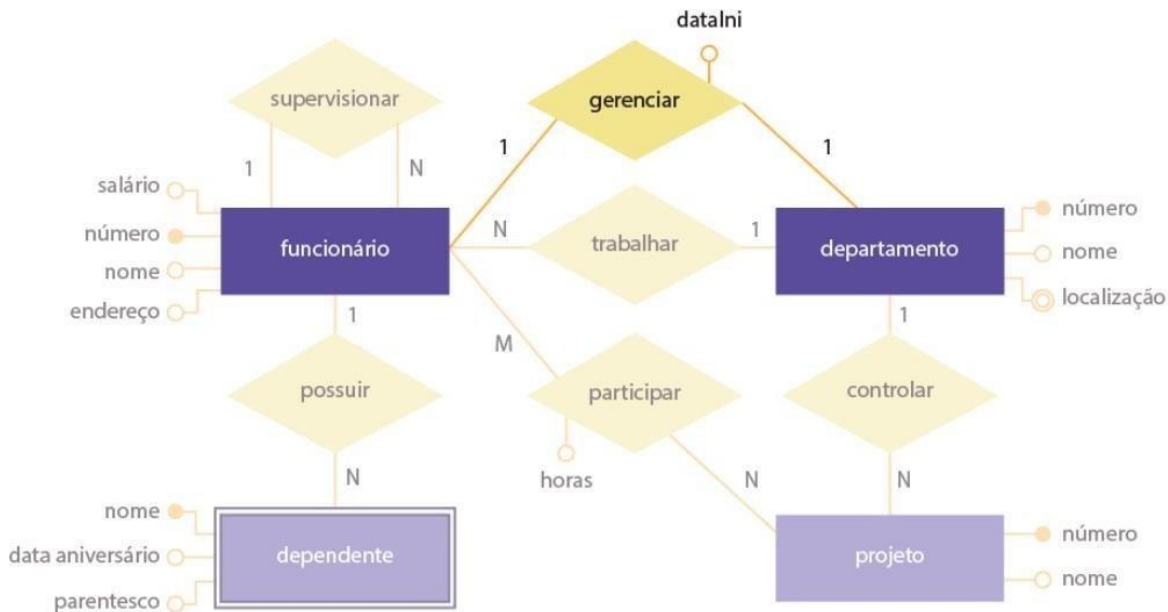 dataIni
supervisionar
gerenciar
1
N
1
1
salário
número
nome
endereço
funcionário
N
trabalhar
1
departamento
número
nome
localização
1
M
1
possuir
participar
controlar
N
horas
N
N
nome
data aniversário
parentesco
dependente
projeto
número
nome